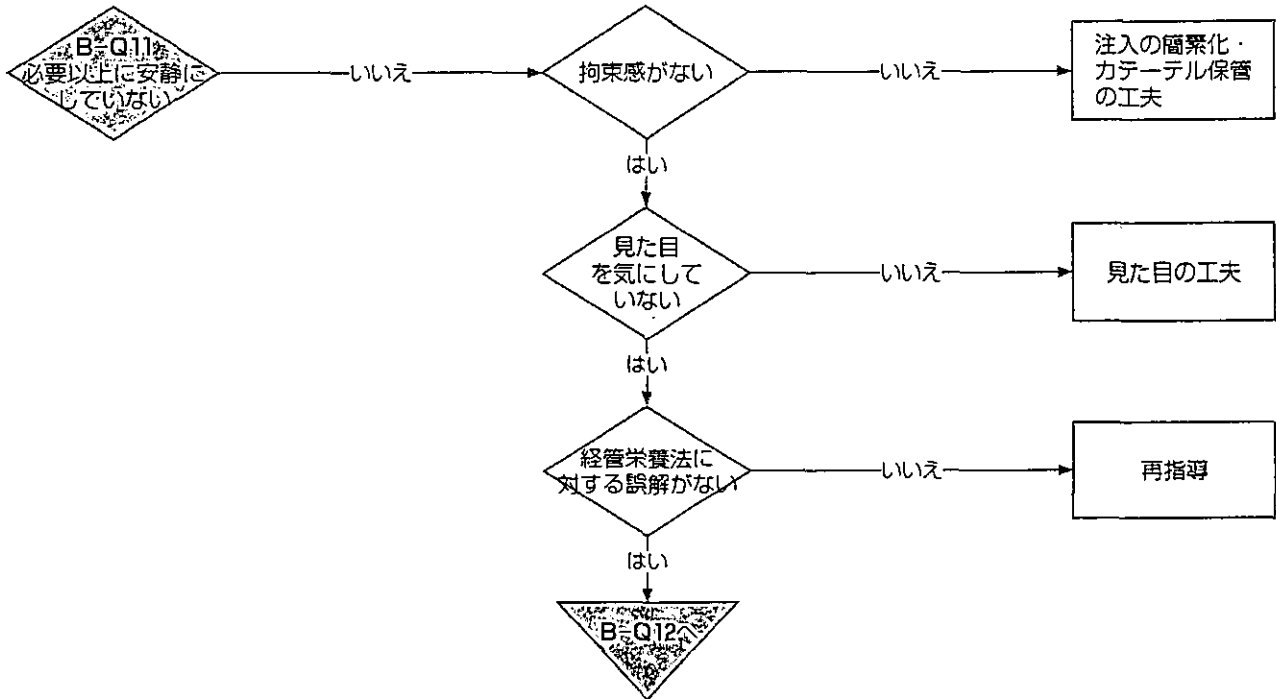 B-Q11
必要以上に安静に
していない
いいえ
拘束感がない
いいえ
注入の簡素化・
カテーテル保管
の工夫
はい
見た目
を気にして
いない
いいえ
見た目の工夫
はい
経管栄養法に
対する誤解がない
いいえ
再指導
はい
B-Q12へ